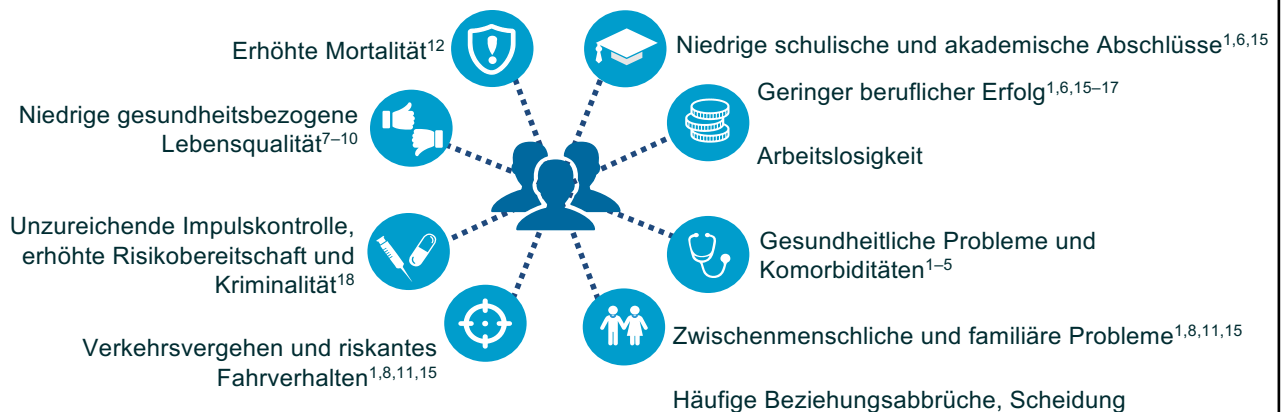 Erhöhte Mortalität12
Niedrige schulische und akademische Abschlüsse1,6,15
Niedrige gesundheitsbezogene
Lebensqualität7–10
Geringer beruflicher Erfolg1,6,15–17
Arbeitslosigkeit
Unzureichende Impulskontrolle,
erhöhte Risikobereitschaft und
Kriminalität18
Gesundheitliche Probleme und
Komorbiditäten1–5
Verkehrsvergehen und riskantes
Fahrverhalten1,8,11,15
Zwischenmenschliche und familiäre Probleme1,8,11,15
Häufige Beziehungsabbrüche, Scheidung